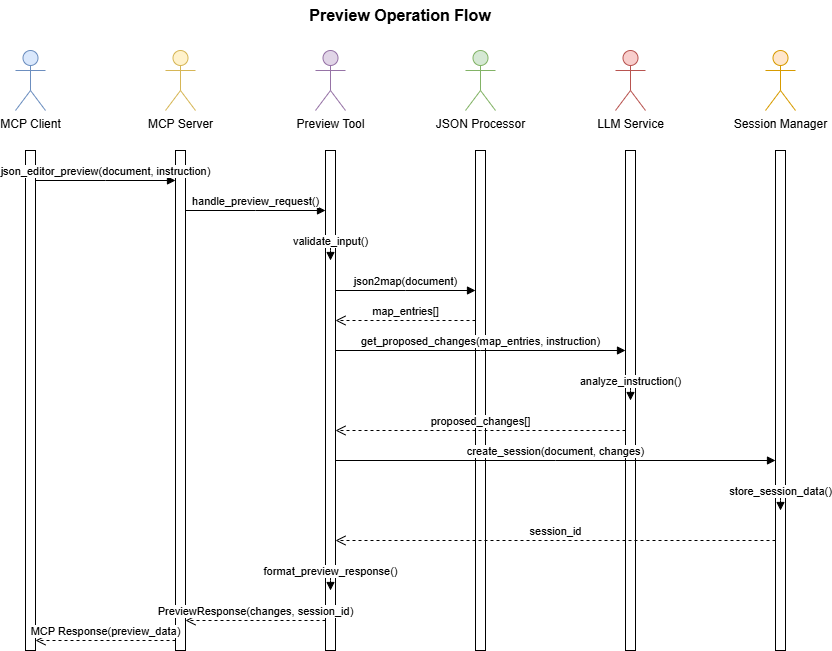 Preview Operation Flow
MCP Client
MCP Server
Preview Tool
JSON Processor
LLM Service
Session Manager
json_editor_preview(document, instruction)
handle_preview_request()
validate_input()
json2map(document)
map_entries[]
get_proposed_changes(map_entries, instruction)
analyze_instruction()
proposed_changes[]
create_session(document, changes)
store_session_data()
session_id
format_preview_response()
PreviewResponse(changes, session_id)
MCP Response(preview_data)